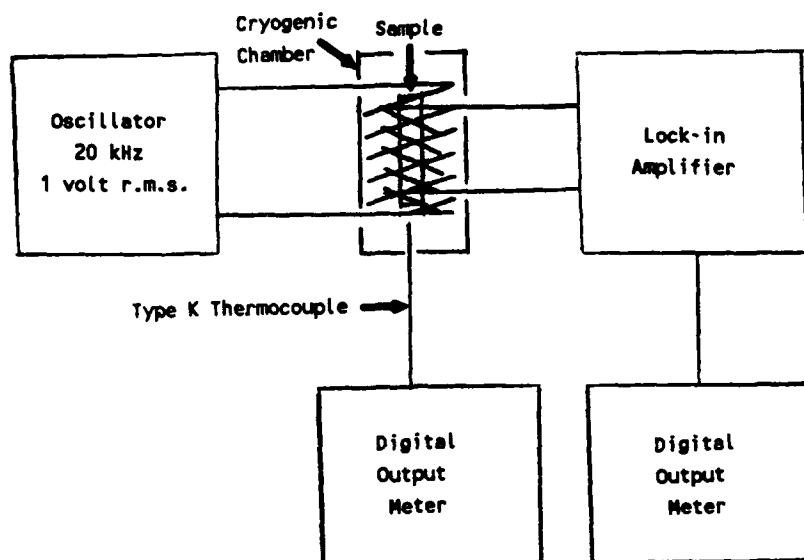 Cryogenic
Chamber
Sample
Oscillator
20 kHz
1 volt r.m.s.
Lock-in
Amplifier
Type K Thermocouple
Digital
Output
Meter
Digital
Output
Meter